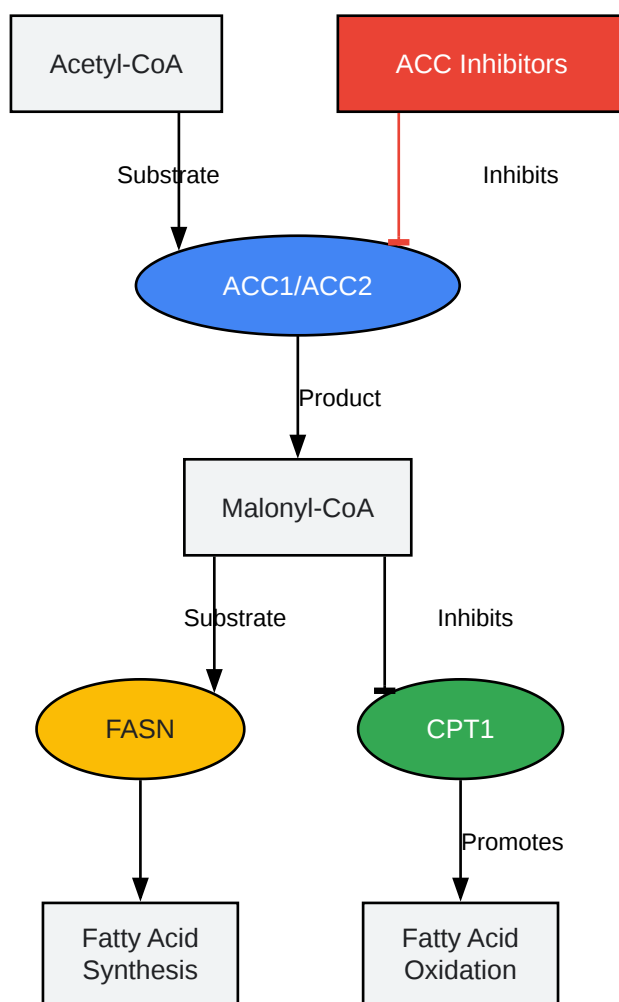 Acetyl-CoA
ACC Inhibitors
Substrate
Inhibits
ACC1/ACC2
Product
Malonyl-CoA
Substrate
Inhibits
FASN
CPT1
Promotes
Fatty Acid
Synthesis
Fatty Acid
Oxidation